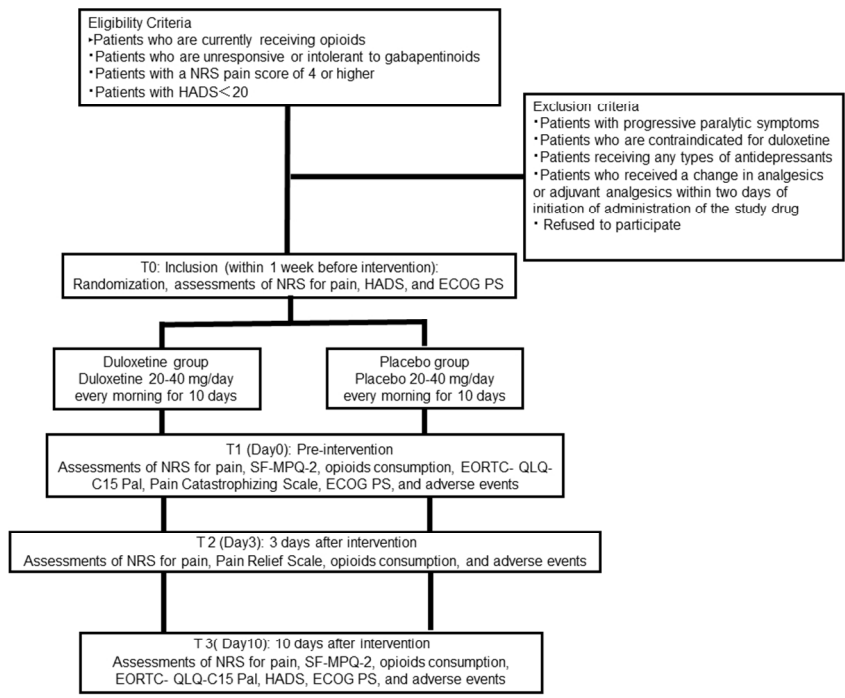 Eligibility Criteria
▸Patients who are currently receiving opioids
・Patients who are unresponsive or intolerant to gabapentinoids
・Patients with a NRS pain score of 4 or higher
・Patients with HADS＜20
Exclusion criteria
・Patients with progressive paralytic symptoms
・Patients who are contraindicated for duloxetine
・Patients receiving any types of antidepressants
・Patients who received a change in analgesics
or adjuvant analgesics within two days of
initiation of administration of the study drug
・ Refused to participate
T0: Inclusion (within 1 week before intervention):
Randomization, assessments of NRS for pain, HADS, and ECOG PS
Duloxetine group
Duloxetine 20-40 mg/day
every morning for 10 days
Placebo group
Placebo 20-40 mg/day
every morning for 10 days
T1 (Day0): Pre-intervention
Assessments of NRS for pain, SF-MPQ-2, opioids consumption, EORTC- QLQ-
C15 Pal, Pain Catastrophizing Scale, ECOG PS, and adverse events
T 2 (Day3): 3 days after intervention
Assessments of NRS for pain, Pain Relief Scale, opioids consumption, and adverse events
T 3( Day10): 10 days after intervention
Assessments of NRS for pain, SF-MPQ-2, opioids consumption,
EORTC- QLQ-C15 Pal, HADS, ECOG PS, and adverse events